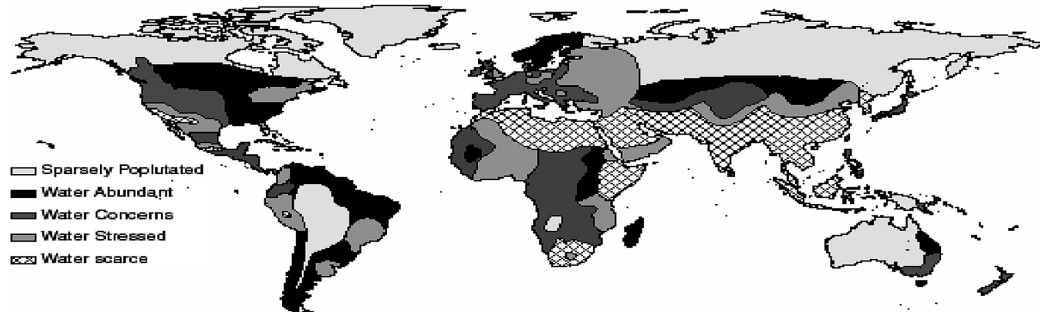 Sparsely Poplutated
Water Abundant
Water Concerns
Water Stressed
Water scarce